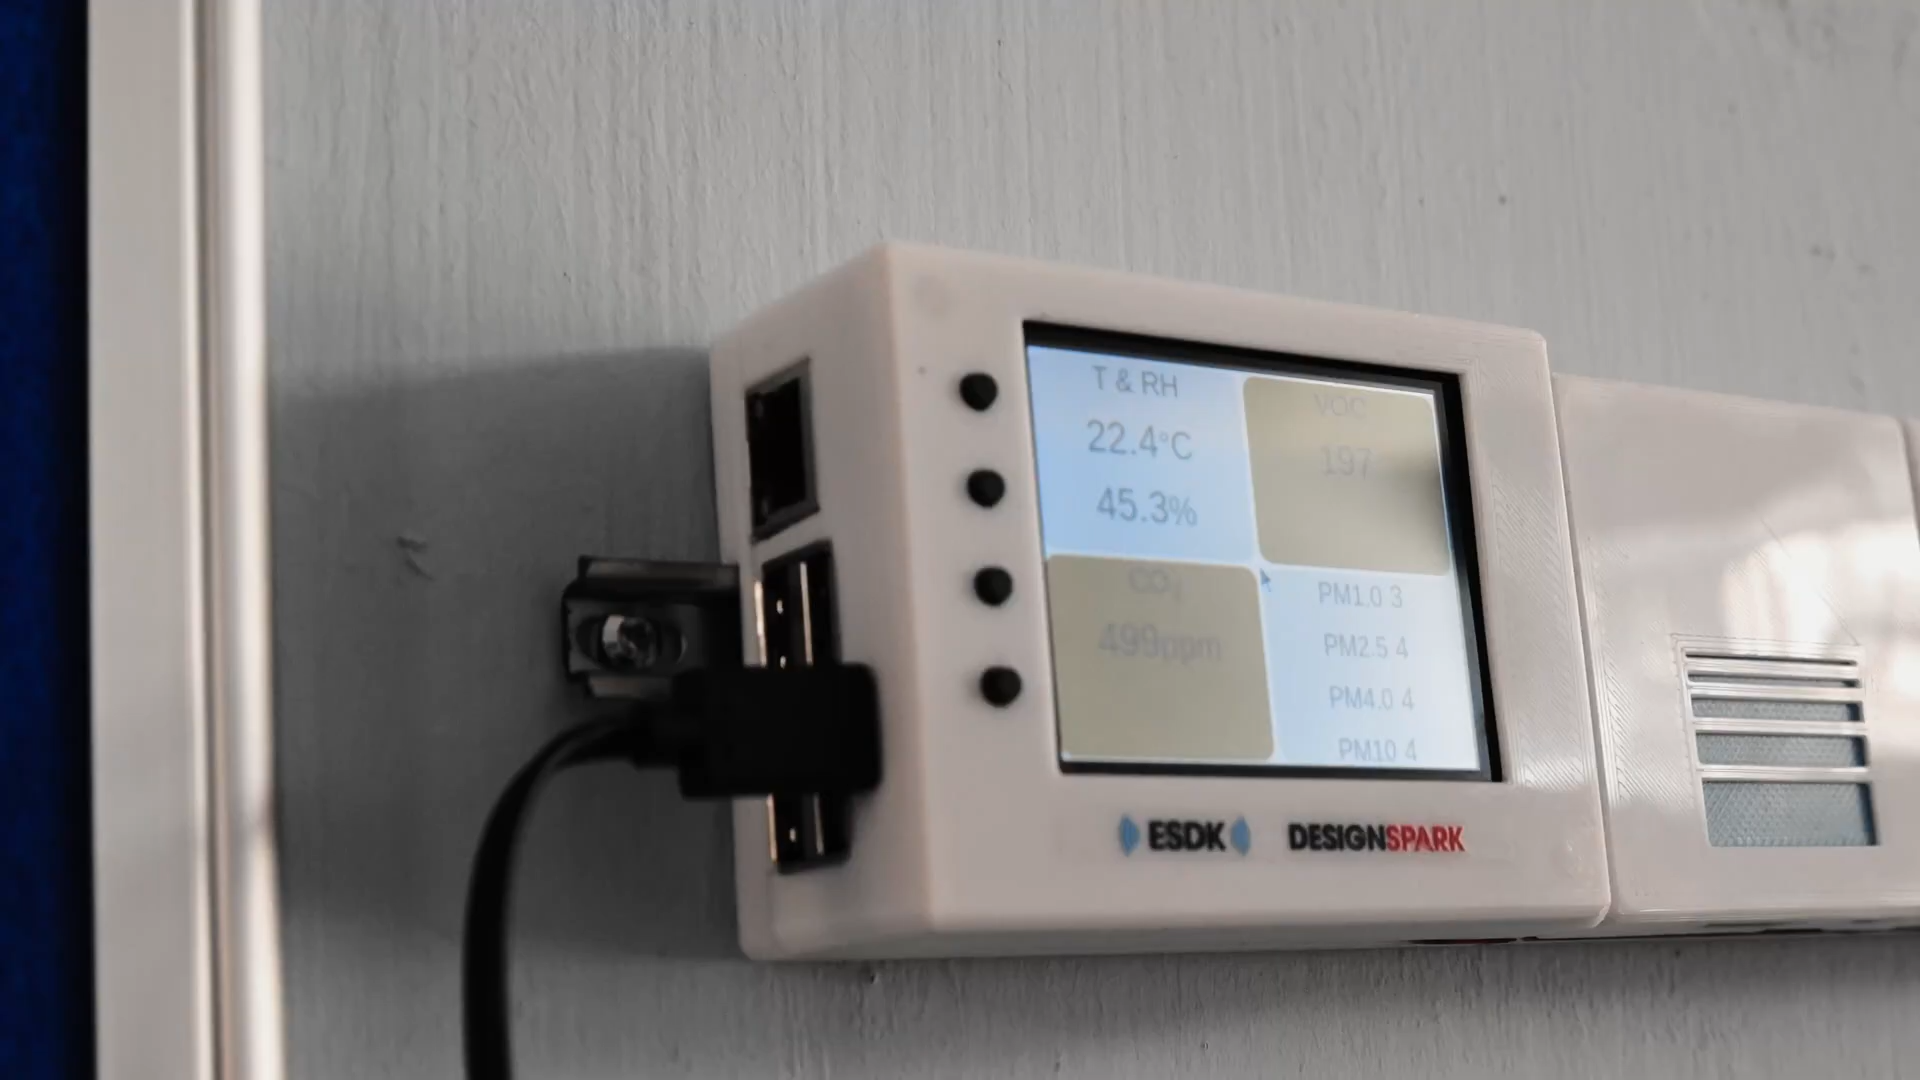 T & RH
22.4°C
45.3%
VOC
197
CO₂
499ppm
PM1.0 3
PM2.5 4
PM4.0 4
PM10 4
ESDK
DESIGNSPARK